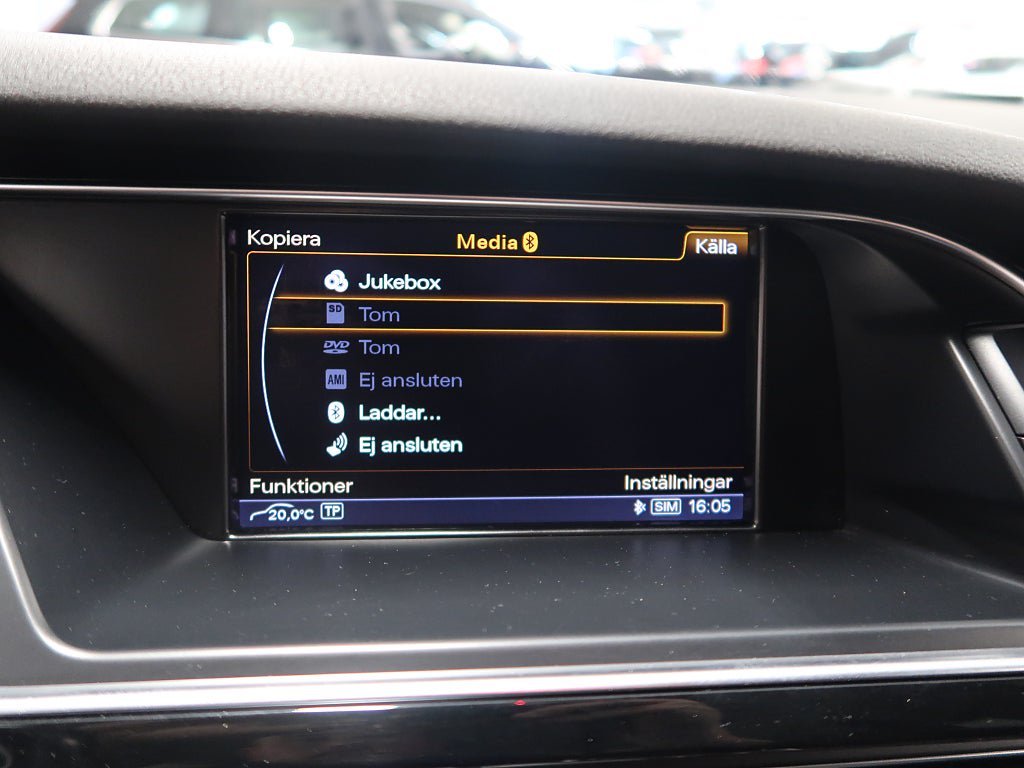 Kopiera Media Källa
Jukebox
SD Tom
DVD Tom
AMI Ej ansluten
Laddar...
Ej ansluten
Funktioner Inställningar
20,0°C TP SIM 16:05